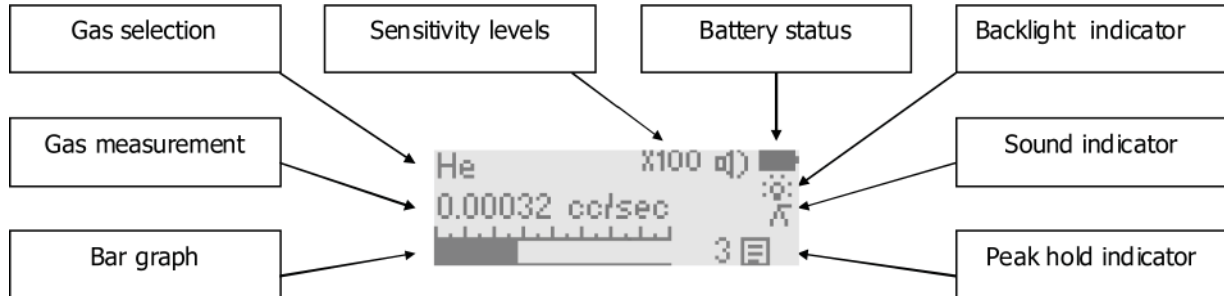 Gas selection
Sensitivity levels
Battery status
Backlight indicator
Gas measurement
Sound indicator
He
X100
0.00032 cc/sec
3
Bar graph
Peak hold indicator